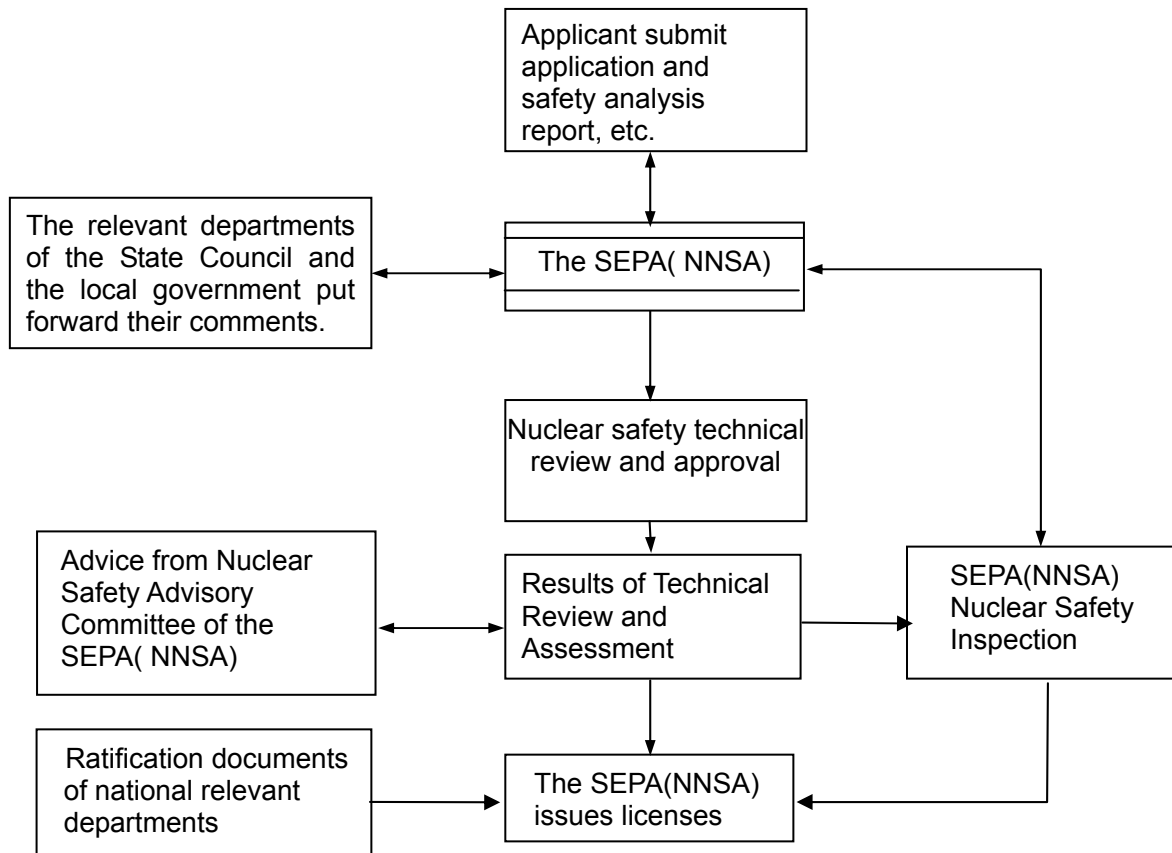 Applicant submit
application and
safety analysis
report, etc.
The relevant departments
of the State Council and
the local government put
forward their comments.
The SEPA( NNSA)
Nuclear safety technical
review and approval
Advice from Nuclear
Safety Advisory
Committee of the
SEPA( NNSA)
Results of Technical
Review and
Assessment
SEPA(NNSA)
Nuclear Safety
Inspection
Ratification documents
of national relevant
departments
The SEPA(NNSA)
issues licenses